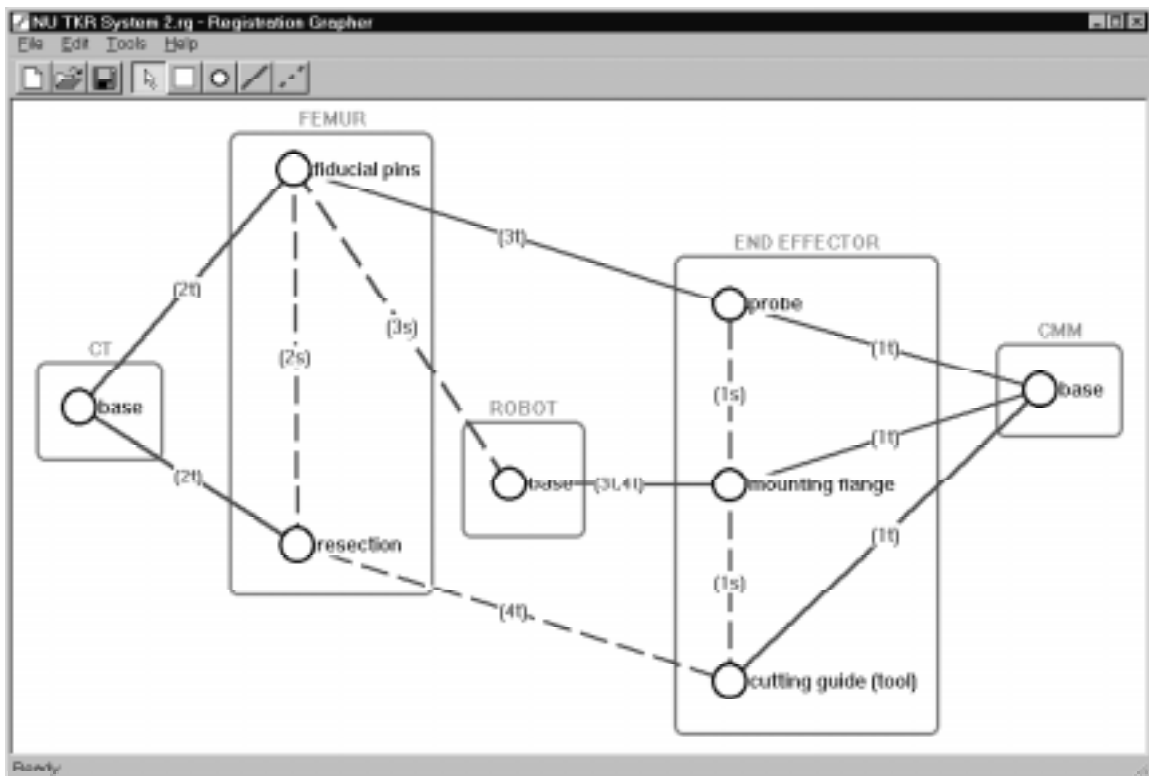 NU TKR System 2.rg - Registration Grapher
File Edit Tools Help
FEMUR
fiducial pins
(3t)
END EFFECTOR
(2t)
probe
(3s)
CMM
(2s)
CT
(1t)
base
(1s)
base
ROBOT
(1t)
(2t)
base
(3t,4t)
mounting flange
resection
(1t)
(1s)
(4t)
cutting guide (tool)
Ready